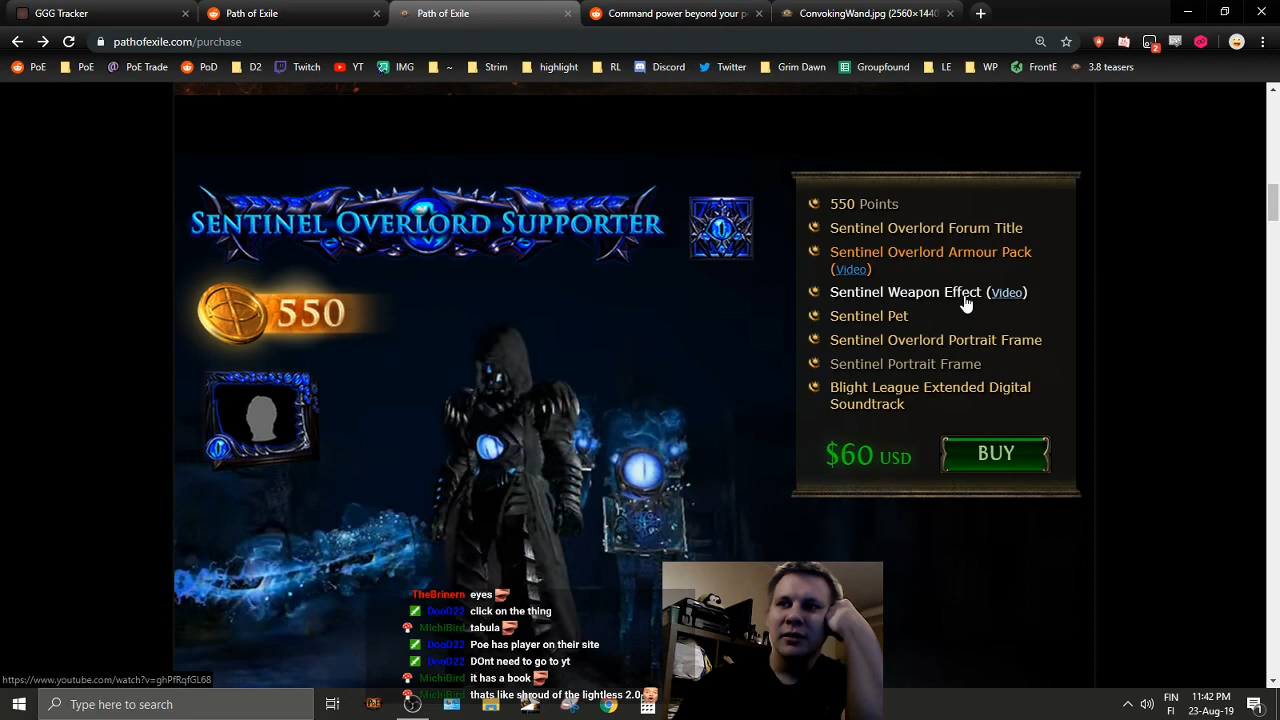 GGG Tracker
Path of Exile
Path of Exile
Command power beyond your p
ConvokingWand.jpg (2560×1440
pathofexile.com/purchase
2
PoE
PoE
PoE Trade
PoD
D2
Twitch
YT
IMG
~
Strim
highlight
RL
Discord
Twitter
Grim Dawn
Groupfound
LE
WP
FrontE
3.8 teasers
SENTINEL OVERLORD SUPPORTER
550
550 Points
Sentinel Overlord Forum Title
Sentinel Overlord Armour Pack
(Video)
Sentinel Weapon Effect (Video)
Sentinel Pet
Sentinel Overlord Portrait Frame
Sentinel Portrait Frame
Blight League Extended Digital
Soundtrack
$60 USD
BUY
TheBrinern eyes
DooD22 click on the thing
MichiBird tabula
DooD22 Poe has player on their site
DooD22 DOnt need to go to yt
MichiBird it has a book
MichiBird thats like shroud of the lightless 2.0
https://www.youtube.com/watch?v=ghPfRqfGL68
Type here to search
FIN
FI
11:42 PM
23-Aug-19
1